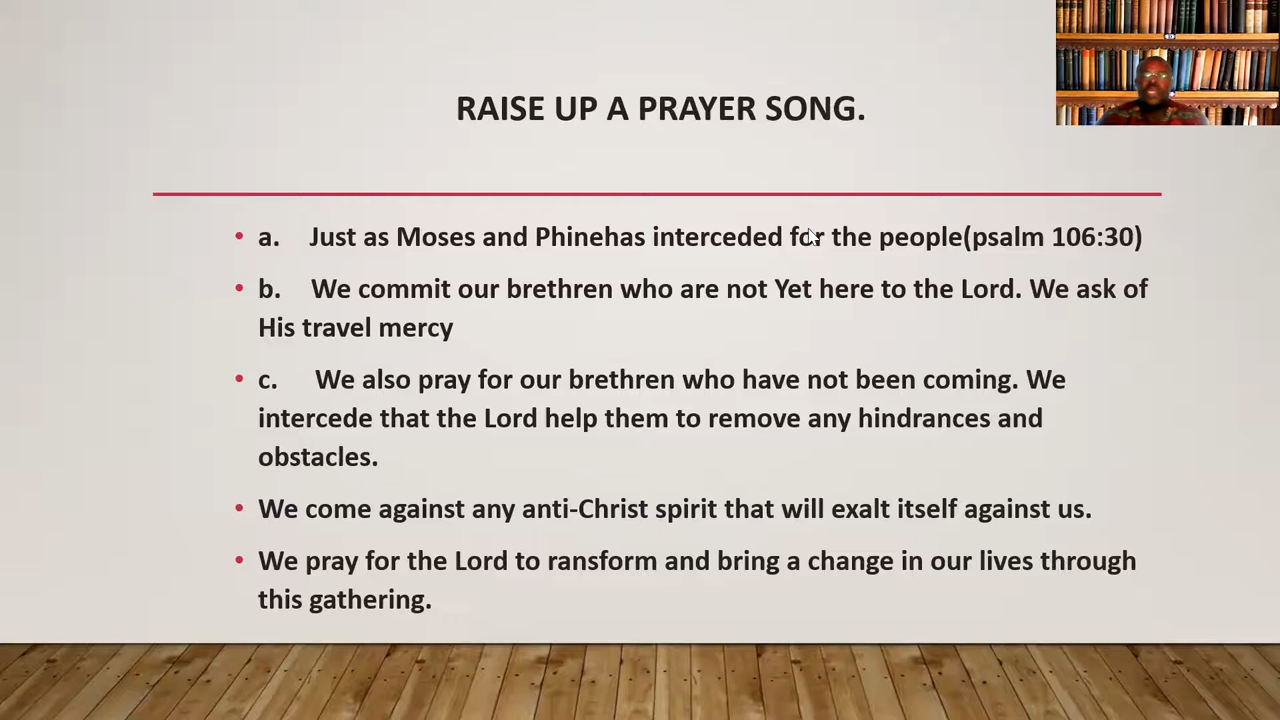 RAISE UP A PRAYER SONG.
• a. Just as Moses and Phinehas interceded for the people(psalm 106:30)
• b. We commit our brethren who are not Yet here to the Lord. We ask of
His travel mercy
• c. We also pray for our brethren who have not been coming. We
intercede that the Lord help them to remove any hindrances and
obstacles.
• We come against any anti-Christ spirit that will exalt itself against us.
• We pray for the Lord to ransform and bring a change in our lives through
this gathering.